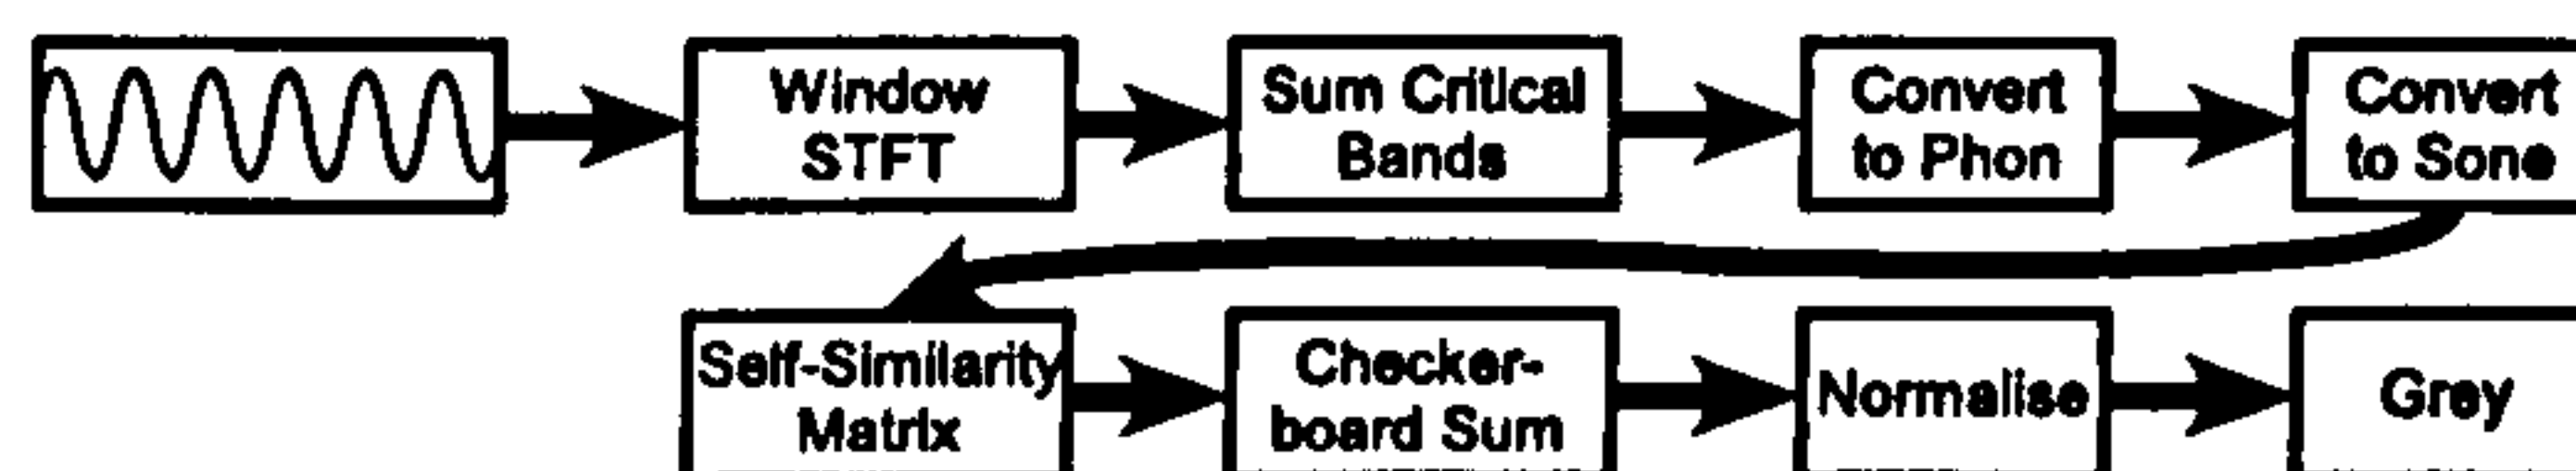 Window
STFT
Sum Critical
Bands
Convert
to Phon
Convert
to Sone
Self-Similarity
Matrix
Checker-
board Sum
Normalise
Grey